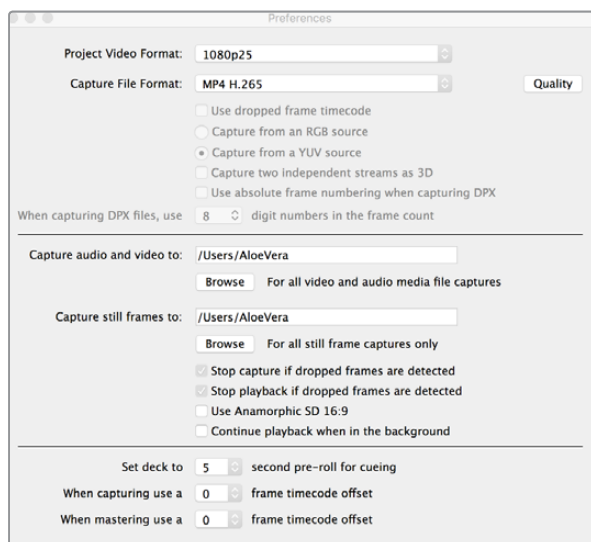 Preferences
Project Video Format: 1080p25
Capture File Format: MP4 H.265 Quality
Use dropped frame timecode
Capture from an RGB source
Capture from a YUV source
Capture two independent streams as 3D
Use absolute frame numbering when capturing DPX
When capturing DPX files, use 8 digit numbers in the frame count
Capture audio and video to: /Users/AloeVera
Browse For all video and audio media file captures
Capture still frames to: /Users/AloeVera
Browse For all still frame captures only
Stop capture if dropped frames are detected
Stop playback if dropped frames are detected
Use Anamorphic SD 16:9
Continue playback when in the background
Set deck to 5 second pre-roll for cueing
When capturing use a 0 frame timecode offset
When mastering use a 0 frame timecode offset